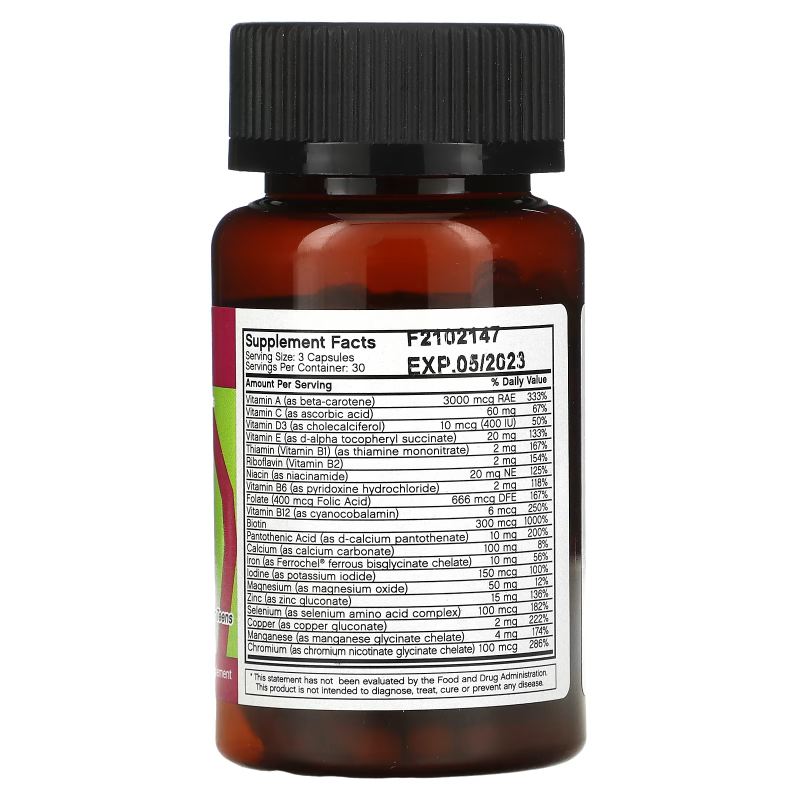 Supplement Facts
Serving Size: 3 Capsules
Servings Per Container: 30
F2102147
EXP.05/2023
Amount Per Serving % Daily Value
Vitamin A (as beta-carotene) 3000 mcg RAE 333%
Vitamin C (as ascorbic acid) 60 mg 67%
Vitamin D3 (as cholecalciferol) 10 mcg (400 IU) 50%
Vitamin E (as d-alpha tocopheryl succinate) 20 mg 133%
Thiamin (Vitamin B1) (as thiamine mononitrate) 2 mg 167%
Riboflavin (Vitamin B2) 2 mg 154%
Niacin (as niacinamide) 20 mg NE 125%
Vitamin B6 (as pyridoxine hydrochloride) 2 mg 118%
Folate (400 mcg Folic Acid) 666 mcg DFE 167%
Vitamin B12 (as cyanocobalamin) 6 mcg 250%
Biotin 300 mcg 1000%
Pantothenic Acid (as d-calcium pantothenate) 10 mg 200%
Calcium (as calcium carbonate) 100 mg 8%
Iron (as Ferrochel® ferrous bisglycinate chelate) 10 mg 56%
Iodine (as potassium iodide) 150 mcg 100%
Magnesium (as magnesium oxide) 50 mg 12%
Zinc (as zinc gluconate) 15 mg 136%
Selenium (as selenium amino acid complex) 100 mcg 182%
Copper (as copper gluconate) 2 mg 222%
Manganese (as manganese glycinate chelate) 4 mg 174%
Chromium (as chromium nicotinate glycinate chelate) 100 mcg 286%
* This statement has not been evaluated by the Food and Drug Administration.
This product is not intended to diagnose, treat, cure or prevent any disease.
Teens